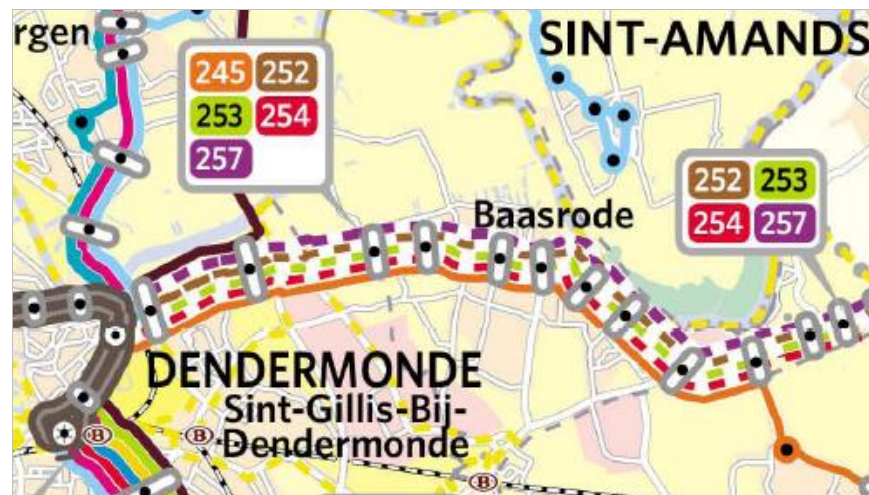 rgen
SINT-AMANDS
245 252
253 254
257
252 253
254 257
Baasrode
DENDERMONDE
Sint-Gillis-Bij-
Dendermonde
B
B
B